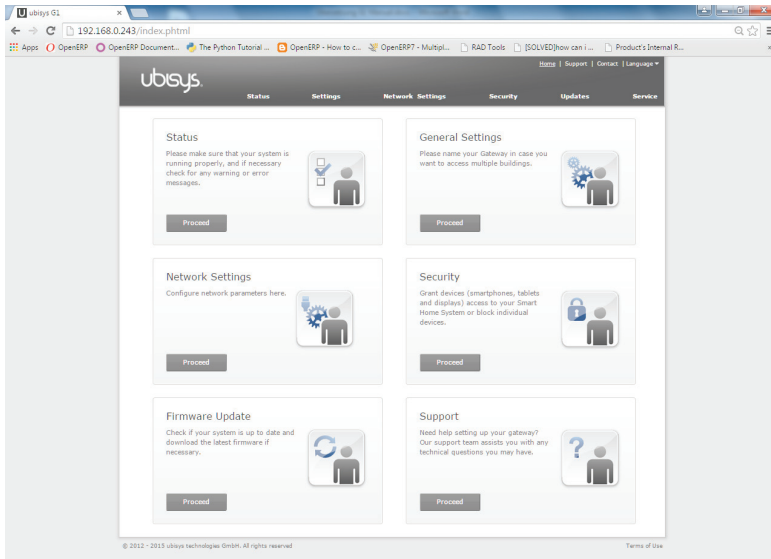 ubisys G1
192.168.0.243/index.phtml
Apps OpenERP OpenERP Document... The Python Tutorial ... OpenERP - How to c... OpenERP7 - Multipl... RAD Tools [SOLVED]how can i ... Product's Internal R...
Home | Support | Contact | Language
ubisys.
Status Settings Network Settings Security Updates Service
Status
Please make sure that your system is
running properly, and if necessary
check for any warning or error
messages.
Proceed
General Settings
Please name your Gateway in case you
want to access multiple buildings.
Proceed
Network Settings
Configure network parameters here.
Proceed
Security
Grant devices (smartphones, tablets
and displays) access to your Smart
Home System or block individual
devices.
Proceed
Firmware Update
Check if your system is up to date and
download the latest firmware if
necessary.
Proceed
Support
Need help setting up your gateway?
Our support team assists you with any
technical questions you may have.
Proceed
© 2012 - 2015 ubisys technologies GmbH. All rights reserved
Terms of Use